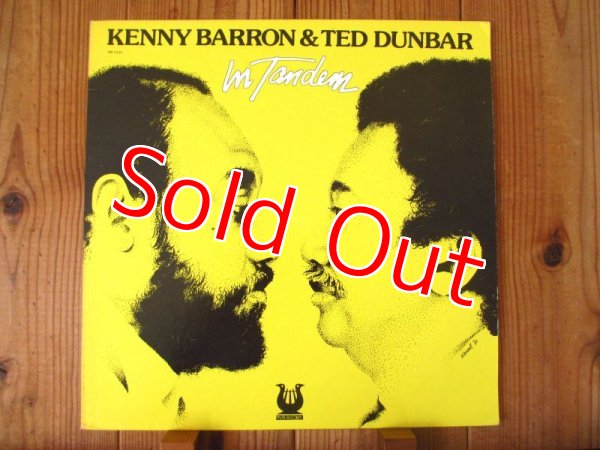 KENNY BARRON & TED DUNBAR
In Tandem
Sold Out